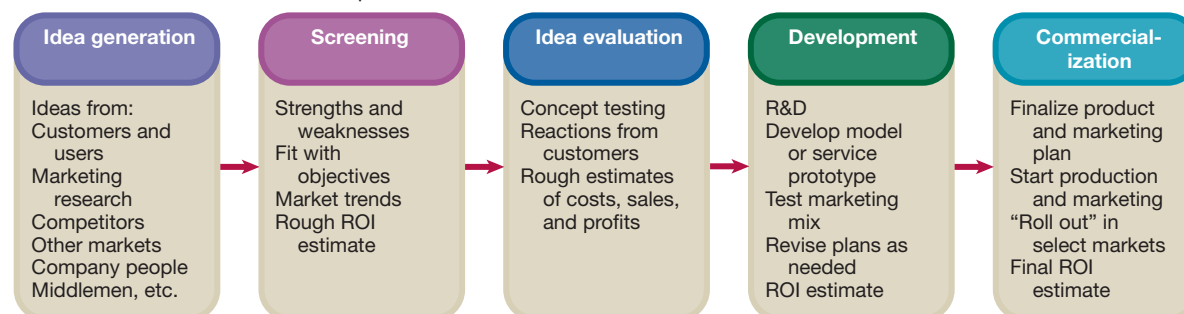 Idea generation
Ideas from:
Customers and
users
Marketing
research
Competitors
Other markets
Company people
Middlemen, etc.
Screening
Strengths and
weaknesses
Fit with
objectives
Market trends
Rough ROI
estimate
Idea evaluation
Concept testing
Reactions from
customers
Rough estimates
of costs, sales,
and profits
Development
R&D
Develop model
or service
prototype
Test marketing
mix
Revise plans as
needed
ROI estimate
Commercial-
ization
Finalize product
and marketing
plan
Start production
and marketing
“Roll out” in
select markets
Final ROI
estimate